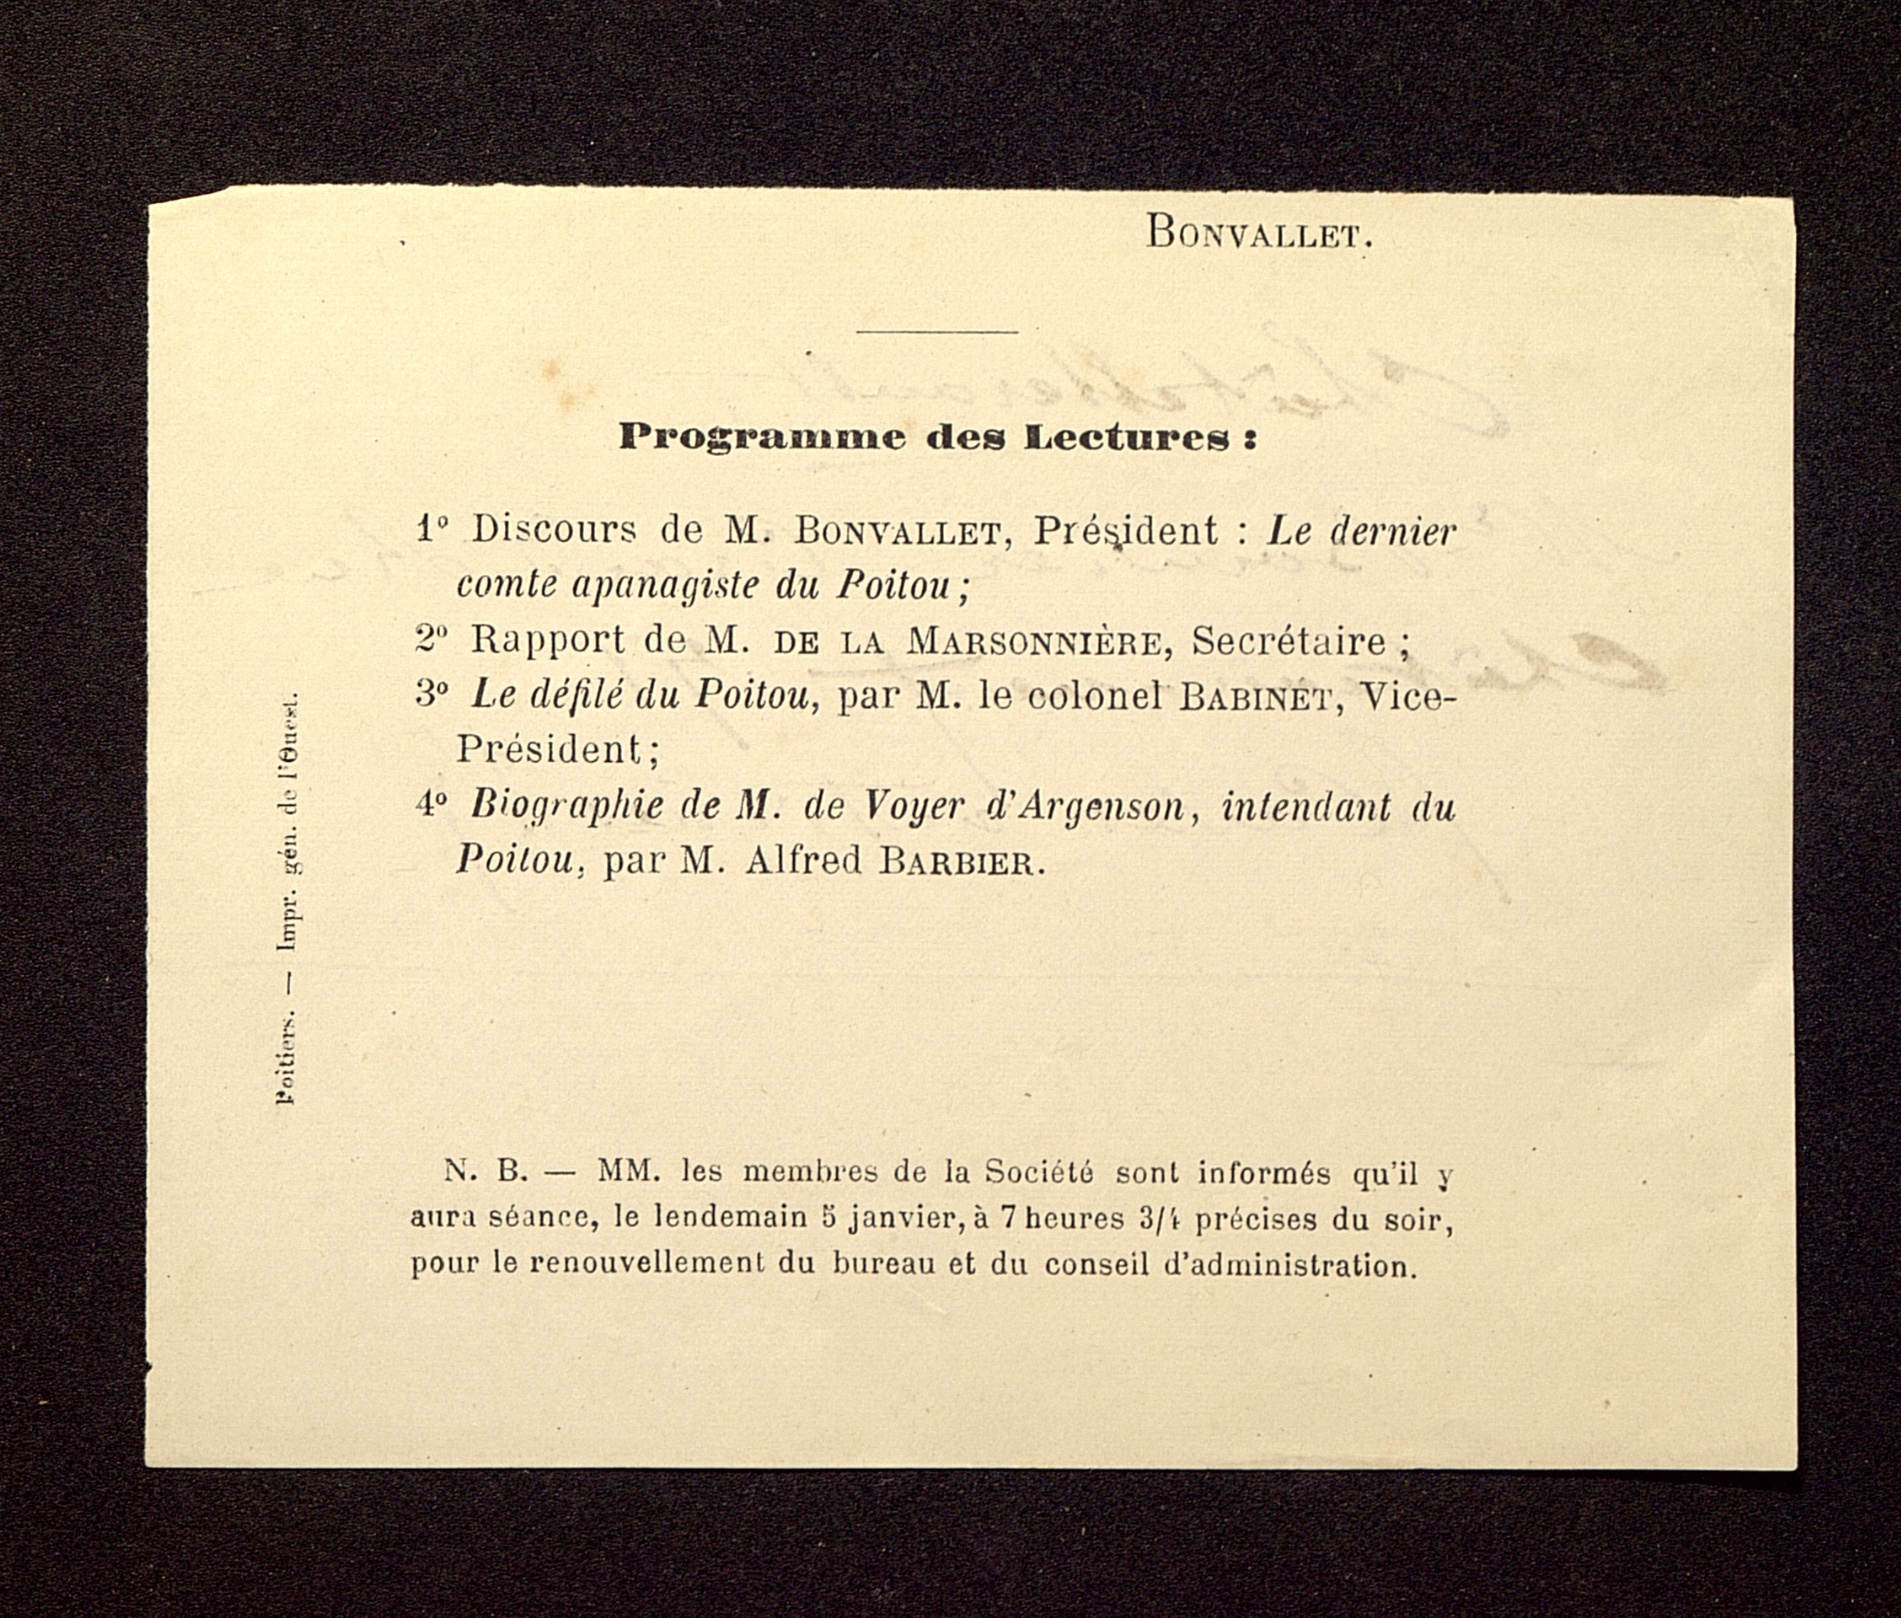 BONVALLET.
Programme des Lectures :
1º Discours de M. BONVALLET, Président : Le dernier
comte apanagiste du Poitou ;
2º Rapport de M. DE LA MARSONNIÈRE, Secrétaire ;
3º Le défilé du Poitou, par M. le colonel BABINET, Vice-
Président ;
4º Biographie de M. de Voyer d'Argenson, intendant du
Poitou, par M. Alfred BARBIER.
Poitiers. — Impr. gén. de l'Ouest.
N. B. — MM. les membres de la Société sont informés qu'il y
aura séance, le lendemain 5 janvier, à 7 heures 3/4 précises du soir,
pour le renouvellement du bureau et du conseil d'administration.